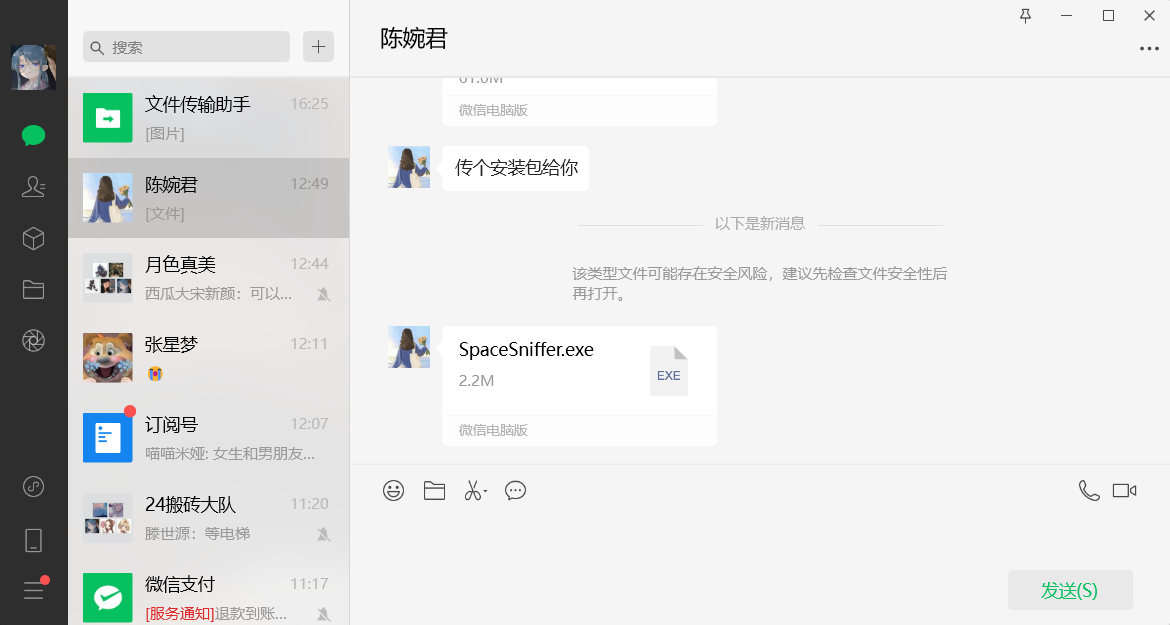 搜索
文件传输助手 16:25
[图片]
陈婉君 12:49
[文件]
月色真美 12:44
西瓜大宋新颜：可以...
张星梦 12:11
订阅号 12:07
喵喵米娅: 女生和男朋友...
24搬砖大队 11:20
滕世源：等电梯
微信支付 11:17
[服务通知]退款到账...
陈婉君
61.0M
微信电脑版
传个安装包给你
以下是新消息
该类型文件可能存在安全风险，建议先检查文件安全性后
再打开。
SpaceSniffer.exe
2.2M
EXE
微信电脑版
发送(S)